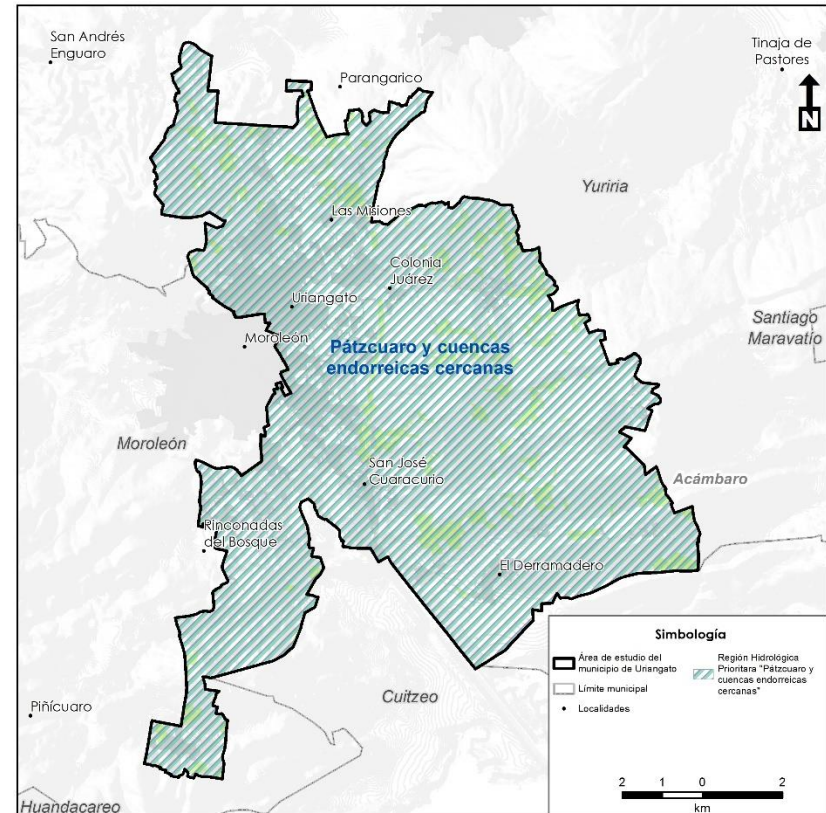 San Andrés
Enguaro
Parangarico
Tinaja de
Pastores
N
Yuriria
Las Misiones
Colonia
Juárez
Uriangato
Santiago
Maravatío
Moroleón
Pátzcuaro y cuencas
endorreicas cercanas
Moroleón
San José
Cuaracurio
Acámbaro
Rinconadas
del Bosque
El Derramadero
Cuitzeo
Piñícuaro
Huandacareo
Simbología
Área de estudio del
municipio de Uriangato
Límite municipal
Localidades
Región Hidrológica
Prioritara "Pátzcuaro y
cuencas endorreicas
cercanas"
2 1 0 2
km